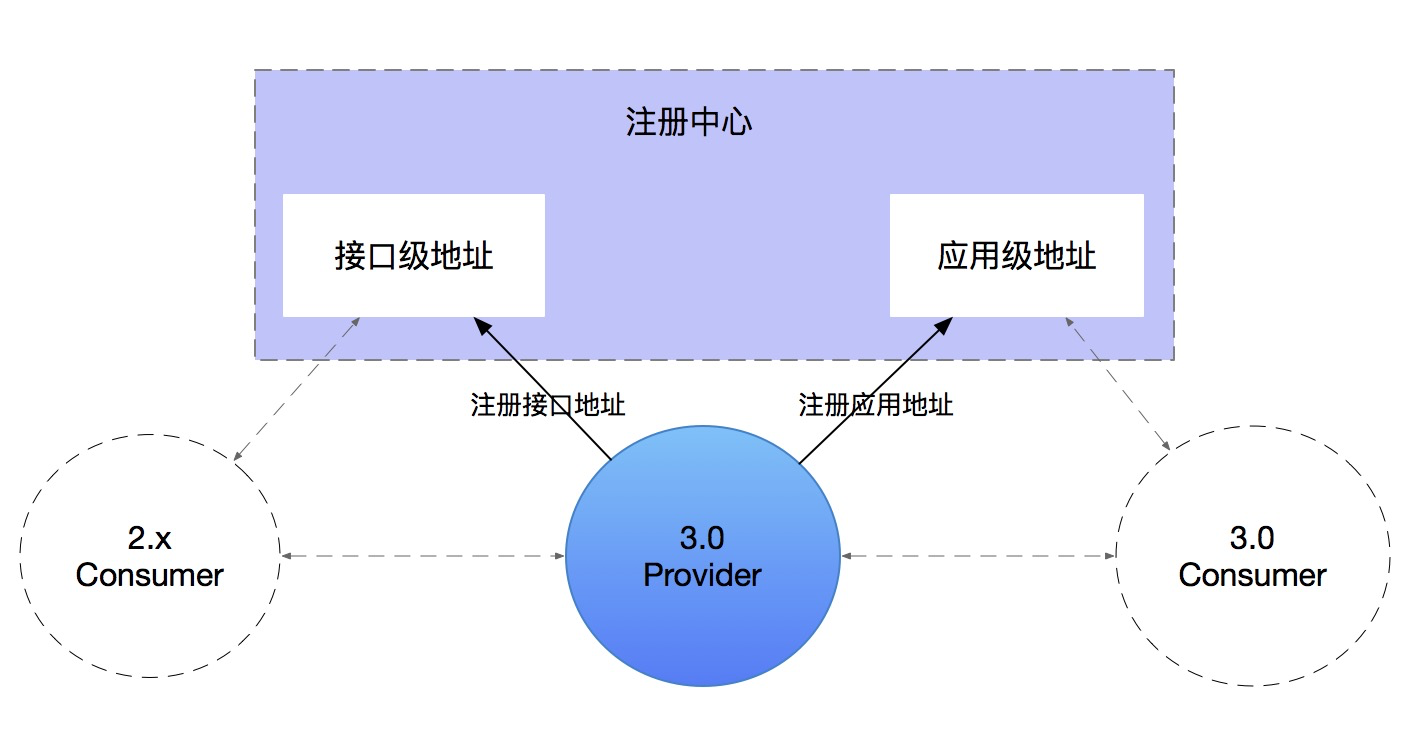 注册中心
接口级地址
应用级地址
注册接口地址
注册应用地址
2.x
Consumer
3.0
Provider
3.0
Consumer